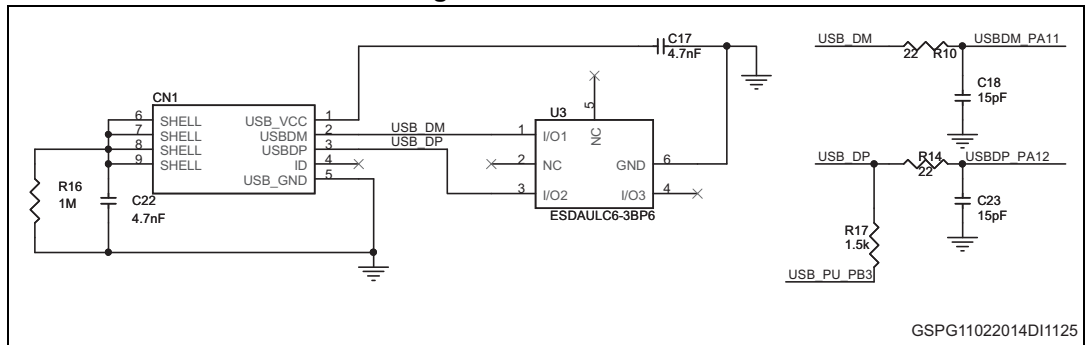 C17
4.7nF
CN1
6 SHELL USB_VCC 1
7 SHELL USBDM 2 USB_DM
8 SHELL USBDP 3 USB_DP
9 SHELL ID 4
USB_GND 5
R16
1M
C22
4.7nF
U3
5
NC
1 I/O1
2 NC GND 6
3 I/O2 I/O3 4
ESDAULC6-3BP6
USB_DM USBDM_PA11
22 R10
C18
15pF
USB_DP R14 USBDP_PA12
22
C23
15pF
R17
1.5k
USB_PU_PB3
GSPG11022014DI1125